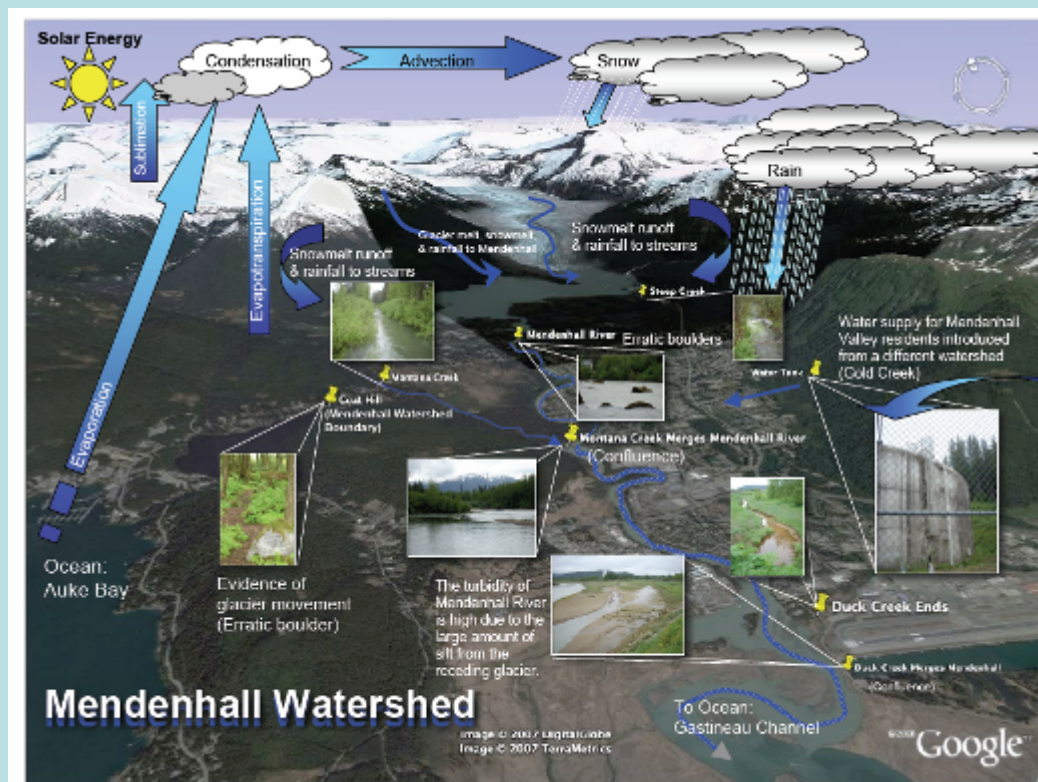 Solar Energy
Condensation
Advection
Snow
Sublimation
Rain
Evapotranspiration
Evaporation
Snowmelt runoff
& rainfall to streams
Glacier melt, snowmelt,
& rainfall to Mendenhall
Snowmelt runoff
& rainfall to streams
Steep Creek
Mendenhall River
Erratic boulders
Water supply for Mendenhall
Valley residents introduced
from a different watershed
(Gold Creek)
Water Tank
Montana Creek
Goat Hill
(Mendenhall Watershed
Boundary)
Montana Creek Merges Mendenhall River
(Confluence)
Ocean:
Auke Bay
Evidence of
glacier movement
(Erratic boulder)
The turbidity of
Mendenhall River
is high due to the
large amount of
silt from the
receding glacier.
Duck Creek Ends
Duck Creek Merges Mendenhall
(Confluence)
Mendenhall Watershed
To Ocean:
Gastineau Channel
Image © 2007 DigitalGlobe
Image © 2007 TerraMetrics
Google